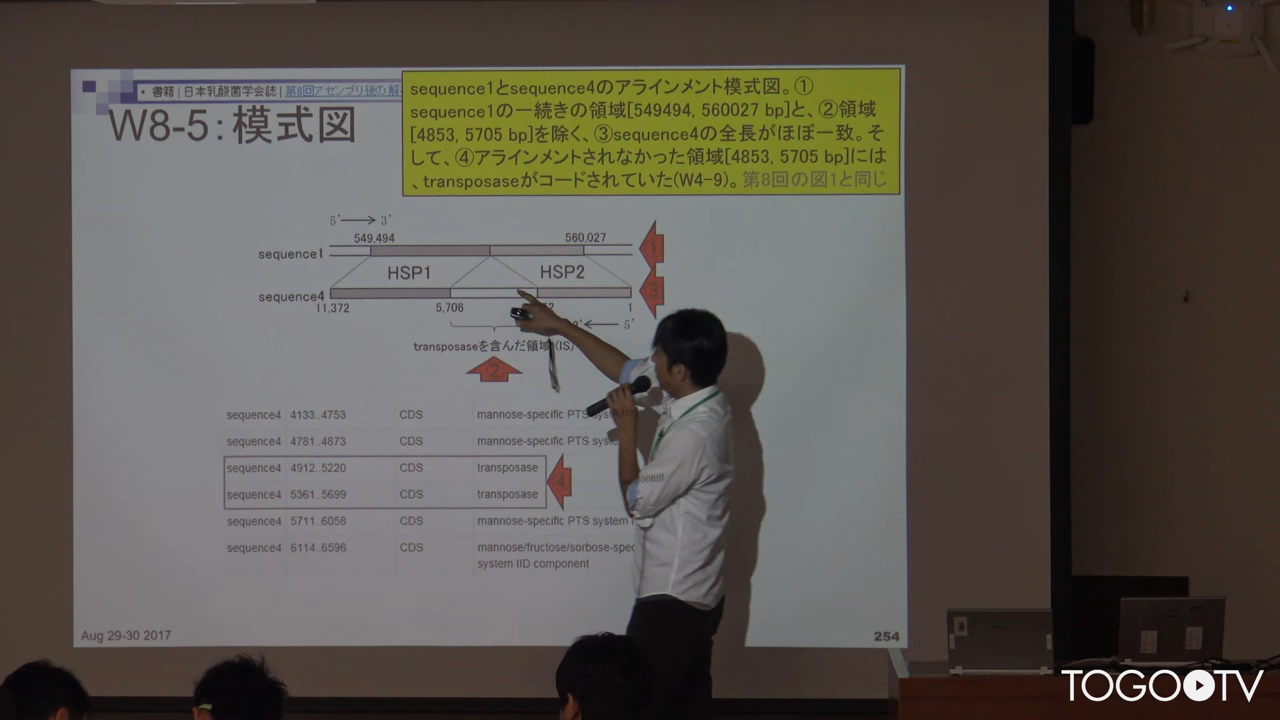 • 書籍 | 日本乳酸菌学会誌 | 第8回アセンブリ後の解
W8-5：模式図
sequence1とsequence4のアラインメント模式図。①
sequence1の一続きの領域[549494, 560027 bp]と、②領域
[4853, 5705 bp]を除く、③sequence4の全長がほぼ一致。そ
して、④アラインメントされなかった領域[4853, 5705 bp]には
、transposaseがコードされていた(W4-9)。第8回の図1と同じ
5' 3'
549,494 560,027
sequence1
①
HSP1 HSP2
sequence4
③
11,372 5,706 1
3' 5'
transposaseを含んだ領域(IS)
②
sequence4 4133..4753 CDS mannose-specific PTS
sequence4 4781..4873 CDS mannose-specific PTS
sequence4 4912..5220 CDS transposase
④
sequence4 5361..5699 CDS transposase
sequence4 5711..6058 CDS mannose-specific PTS system
sequence4 6114..6596 CDS mannose/fructose/sorbose-spec
system IID component
Aug 29-30 2017
254
TOGO TV